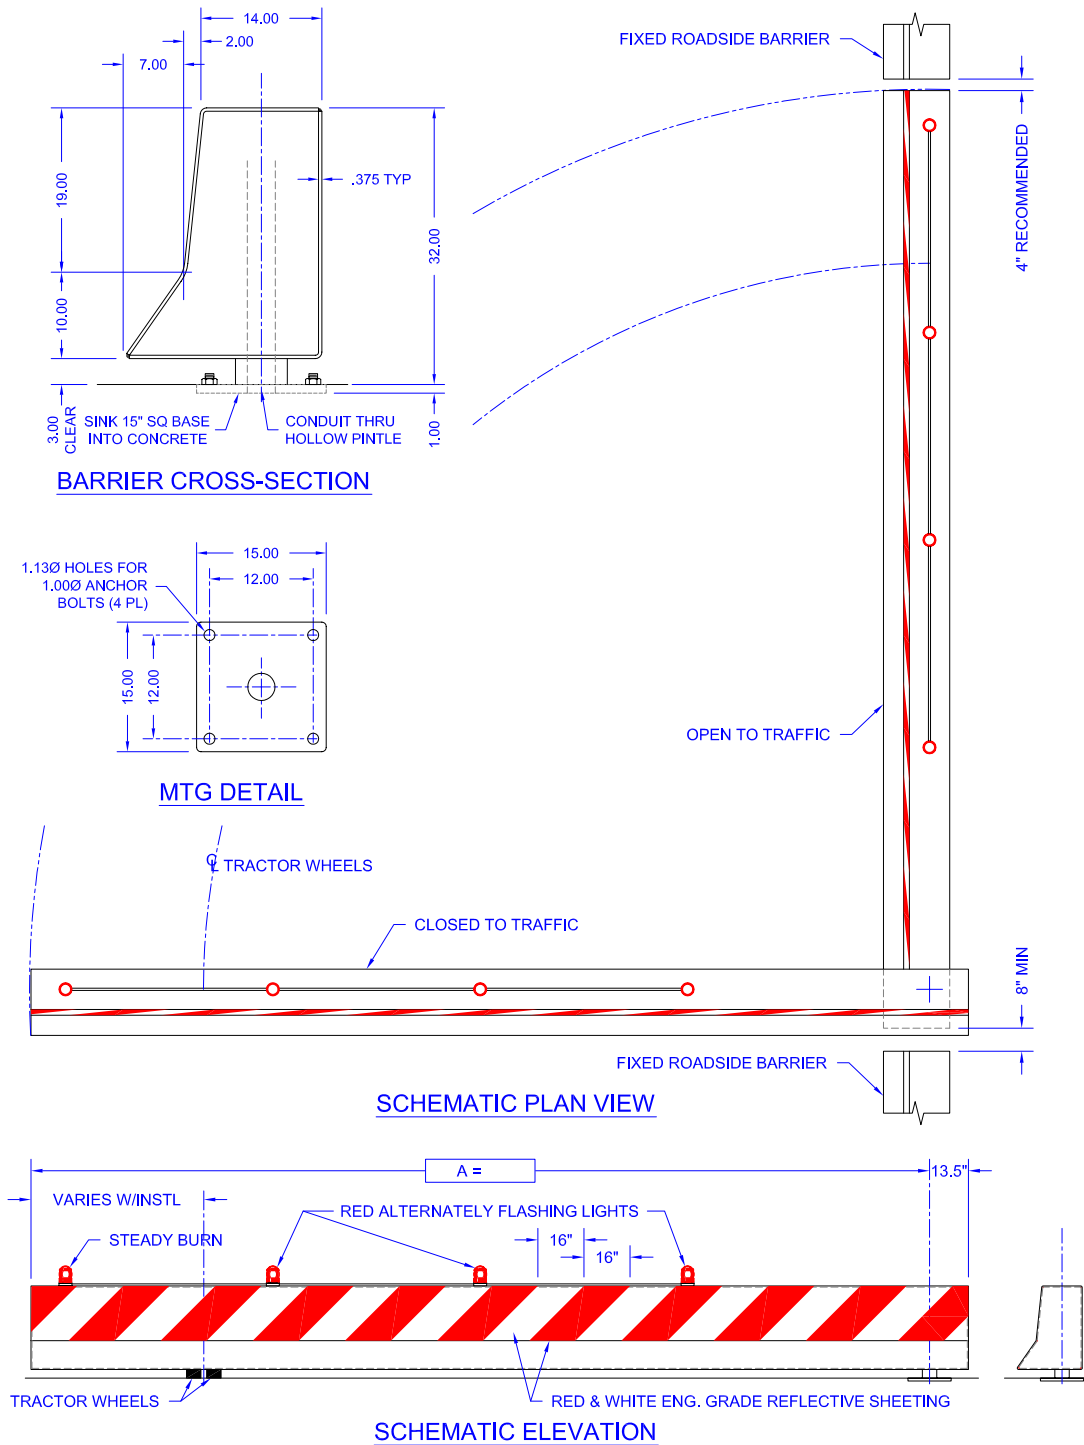 14.00
2.00
7.00
19.00
10.00
3.00
CLEAR
.375 TYP
32.00
1.00
SINK 15" SQ BASE
INTO CONCRETE
CONDUIT THRU
HOLLOW PINTLE
BARRIER CROSS-SECTION
1.13Ø HOLES FOR
1.00Ø ANCHOR
BOLTS (4 PL)
15.00
12.00
15.00
12.00
MTG DETAIL
FIXED ROADSIDE BARRIER
4" RECOMMENDED
OPEN TO TRAFFIC
℄ TRACTOR WHEELS
CLOSED TO TRAFFIC
8" MIN
FIXED ROADSIDE BARRIER
SCHEMATIC PLAN VIEW
A =
13.5"
VARIES W/INSTL
STEADY BURN
RED ALTERNATELY FLASHING LIGHTS
16"
16"
TRACTOR WHEELS
RED & WHITE ENG. GRADE REFLECTIVE SHEETING
SCHEMATIC ELEVATION